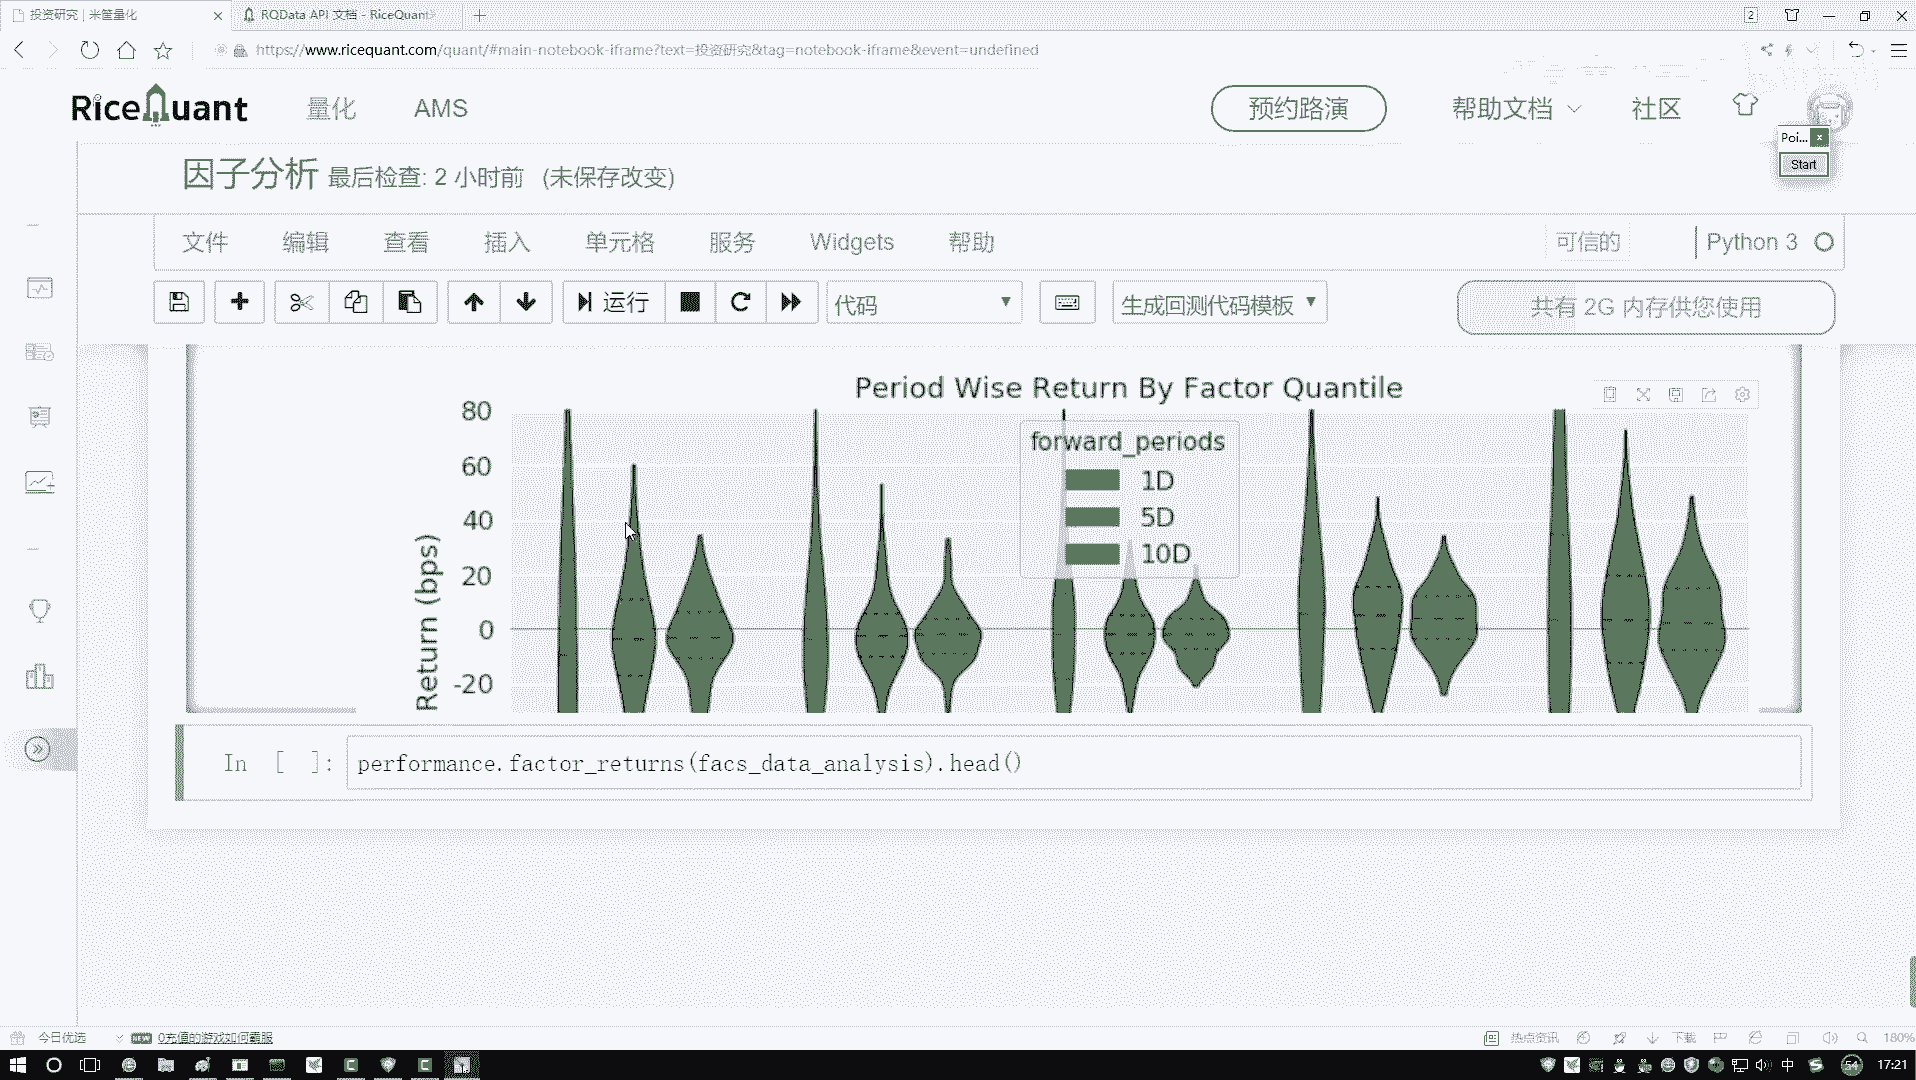 投资研究 | 米筐量化
RQData API 文档 - RiceQuant
2
https://www.ricequant.com/quant/#main-notebook-iframe?text=投资研究&tag=notebook-iframe&event=undefined
RiceQuant
量化
AMS
预约路演
帮助文档
社区
Poi...
Start
因子分析 最后检查: 2 小时前 (未保存改变)
文件 编辑 查看 插入 单元格 服务 Widgets 帮助
可信的
Python 3
运行
代码
生成回测代码模板
共有 2G 内存供您使用
Period Wise Return By Factor Quantile
forward_periods
1D
5D
10D
80
60
40
20
0
-20
Return (bps)
In [ ]: performance.factor_returns(facs_data_analysis).head()
今日优选
NEW
0充值的游戏如何霸服
热点资讯
下载
180%
中
54
17:21